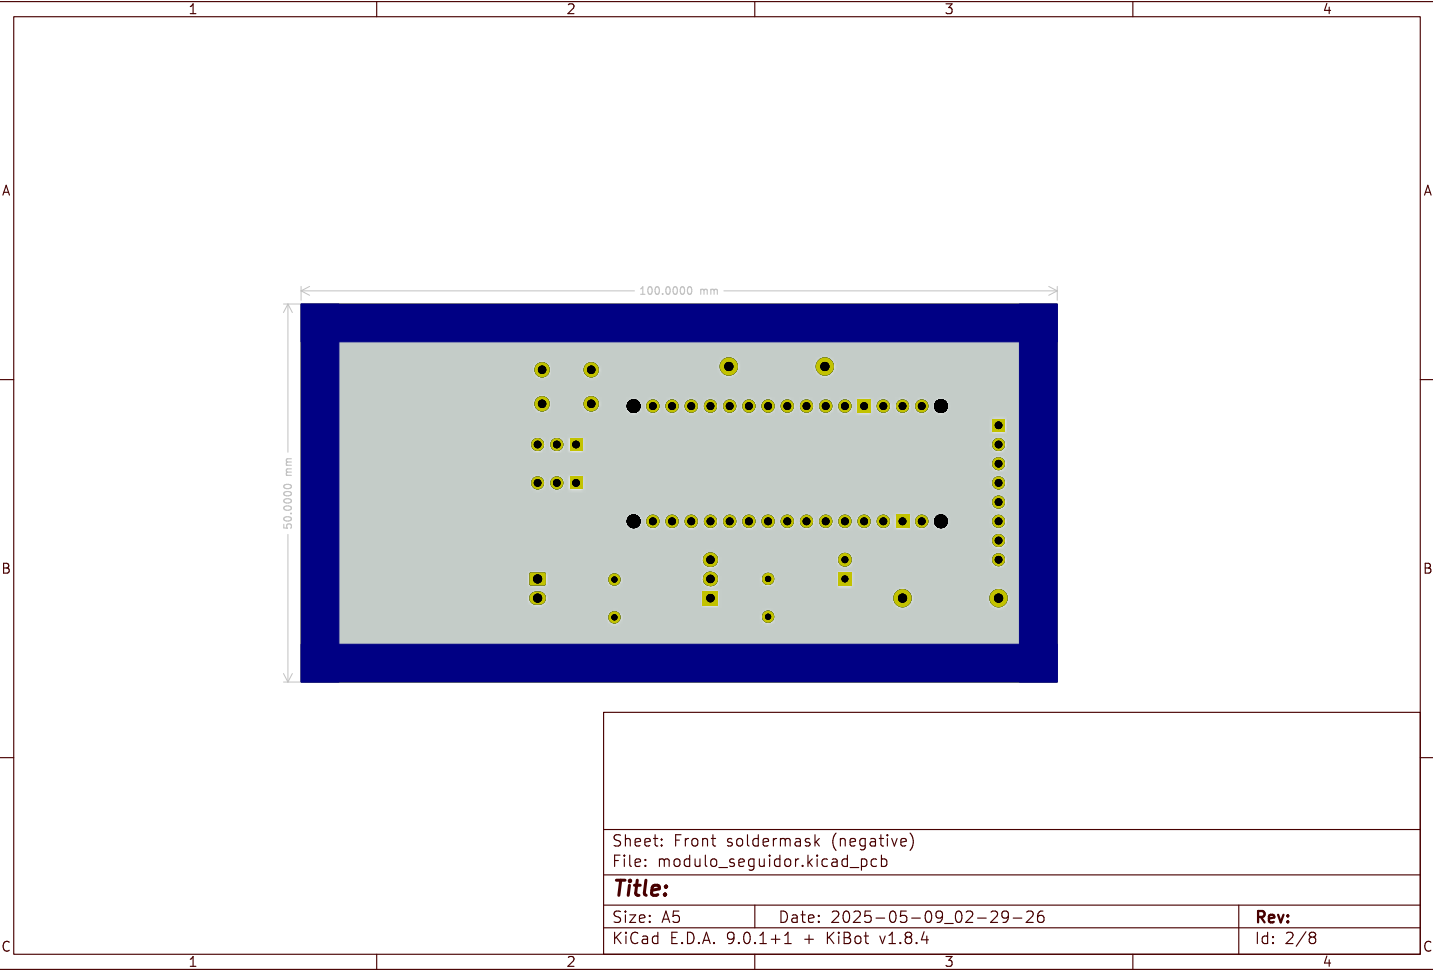 1 2 3 4
A A
100.0000 mm
50.0000 mm
B B
Sheet: Front soldermask (negative)
File: modulo_seguidor.kicad_pcb
Title:
Size: A5 Date: 2025-05-09_02-29-26 Rev:
KiCad E.D.A. 9.0.1+1 + KiBot v1.8.4 Id: 2/8
C C
1 2 3 4